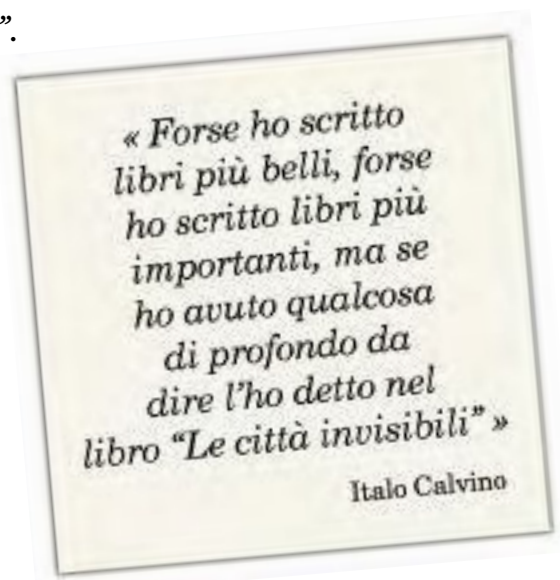 ”.
« Forse ho scritto
libri più belli, forse
ho scritto libri più
importanti, ma se
ho avuto qualcosa
di profondo da
dire l’ho detto nel
libro “Le città invisibili” »
Italo Calvino